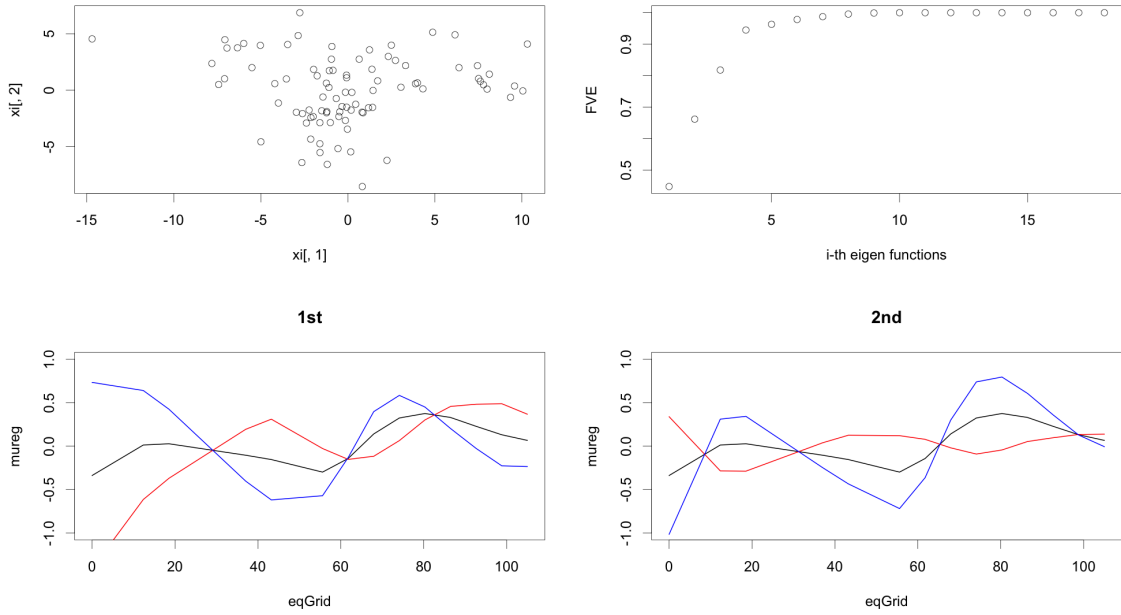 5
0
-5
xi[, 2]
-15 -10 -5 0 5 10
xi[, 1]
0.9
0.7
0.5
FVE
5 10 15
i-th eigen functions
1st
1.0
0.5
0.0
-0.5
-1.0
mureg
0 20 40 60 80 100
eqGrid
2nd
1.0
0.5
0.0
-0.5
-1.0
mureg
0 20 40 60 80 100
eqGrid